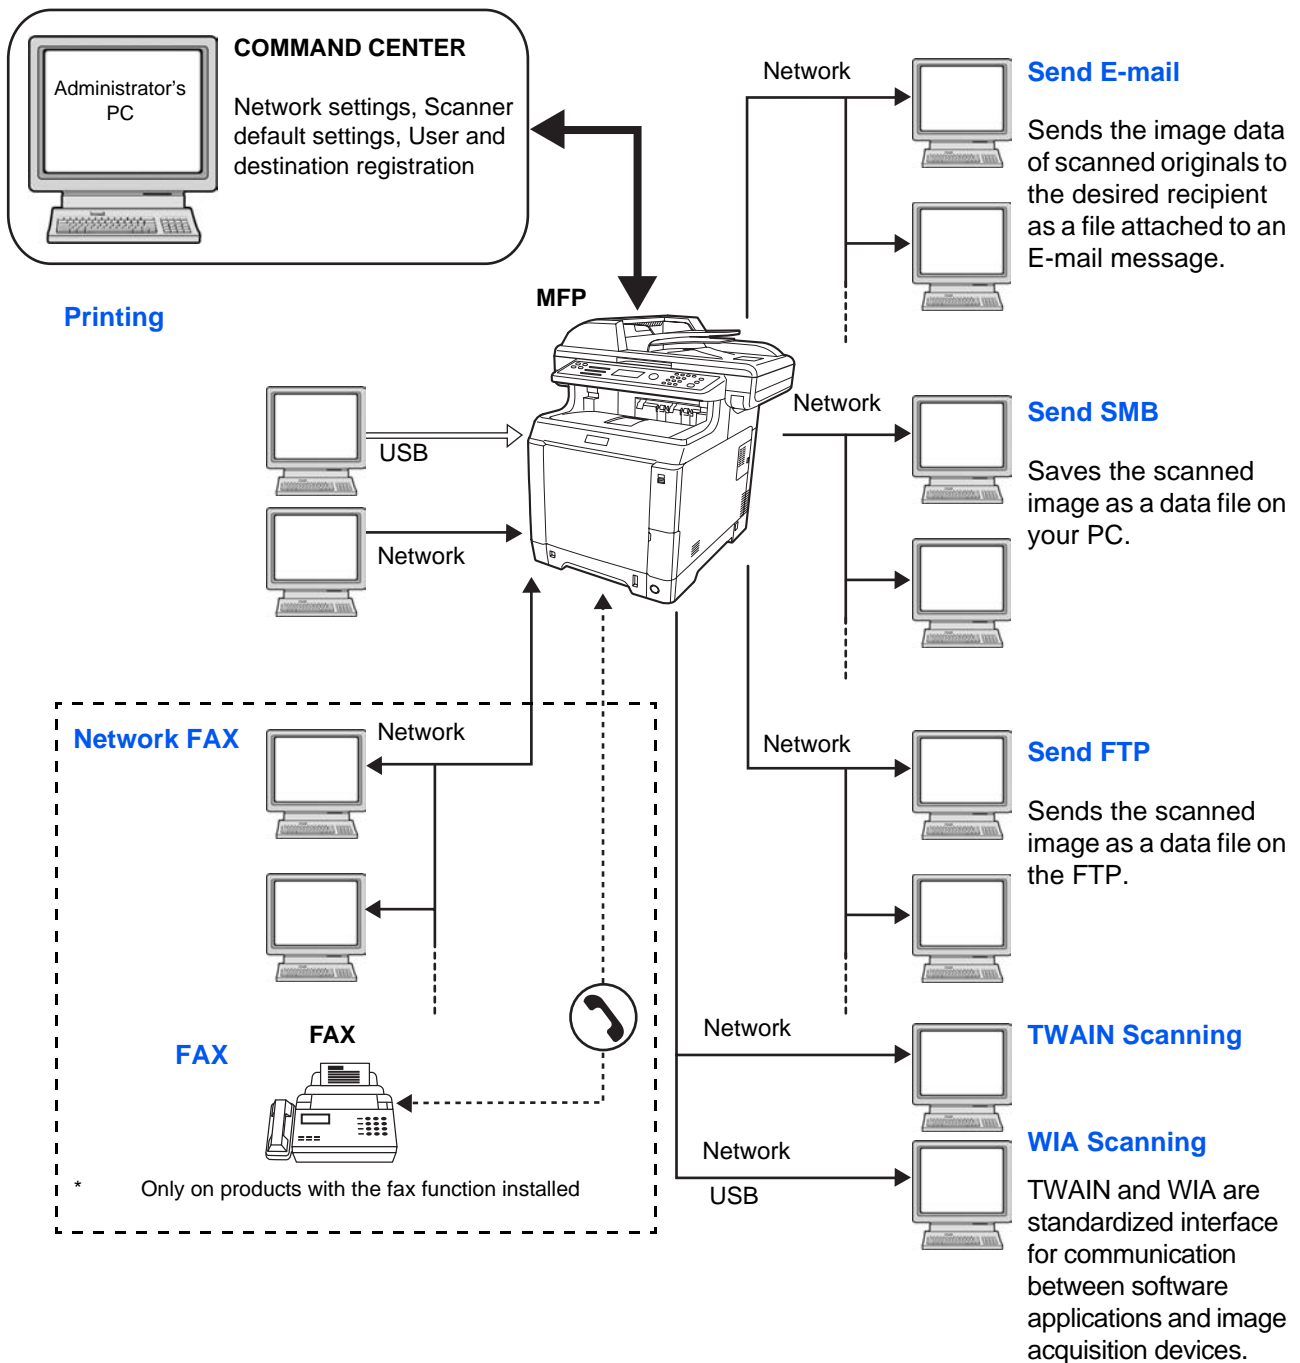 COMMAND CENTER
Administrator's
PC
Network settings, Scanner
default settings, User and
destination registration
Network
Send E-mail
Sends the image data
of scanned originals to
the desired recipient
as a file attached to an
E-mail message.
MFP
Printing
USB
Network
Network
Send SMB
Saves the scanned
image as a data file on
your PC.
Network FAX
Network
Network
Send FTP
Sends the scanned
image as a data file on
the FTP.
FAX
FAX
* Only on products with the fax function installed
Network
TWAIN Scanning
Network
USB
WIA Scanning
TWAIN and WIA are
standardized interface
for communication
between software
applications and image
acquisition devices.